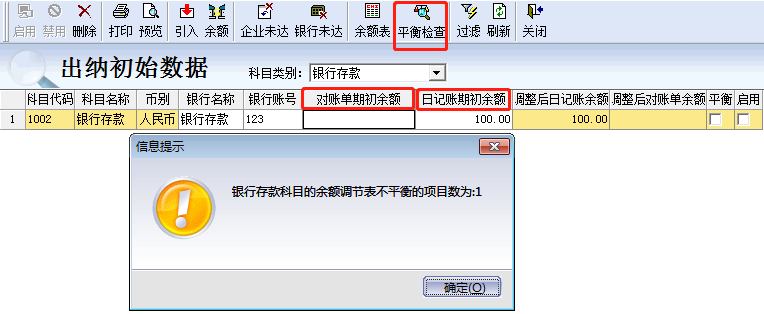 启用 禁用 删除 打印 预览 引入 余额 企业未达 银行未达 余额表 平衡检查 过滤 刷新 关闭
出纳初始数据 科目类别: 银行存款
科目代码 科目名称 币别 银行名称 银行账号 对账单期初余额 日记账期初余额 调整后日记账余额 调整后对账单余额 平衡 启用
1 1002 银行存款 人民币 银行存款 123 100.00 100.00
信息提示
银行存款科目的余额调节表不平衡的项目数为:1
确定(O)